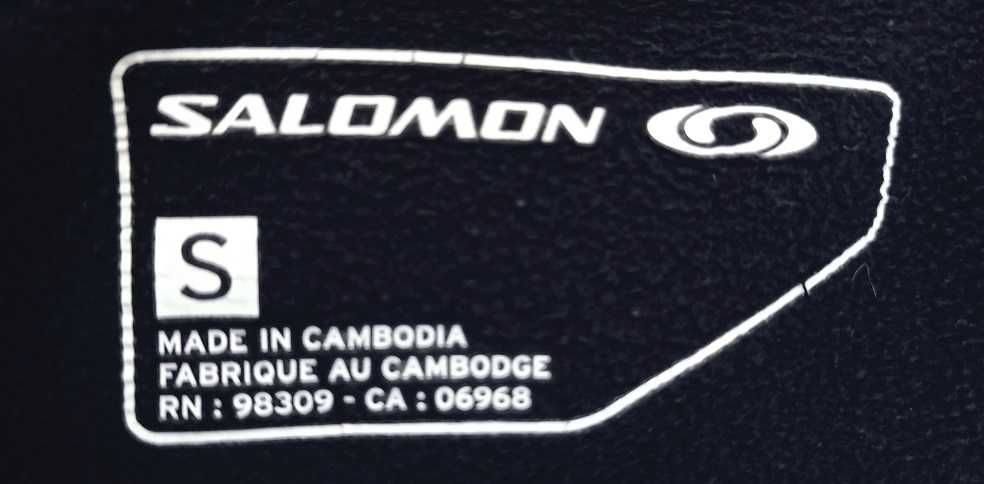 SALOMON
S
MADE IN CAMBODIA
FABRIQUE AU CAMBODGE
RN : 98309 - CA : 06968